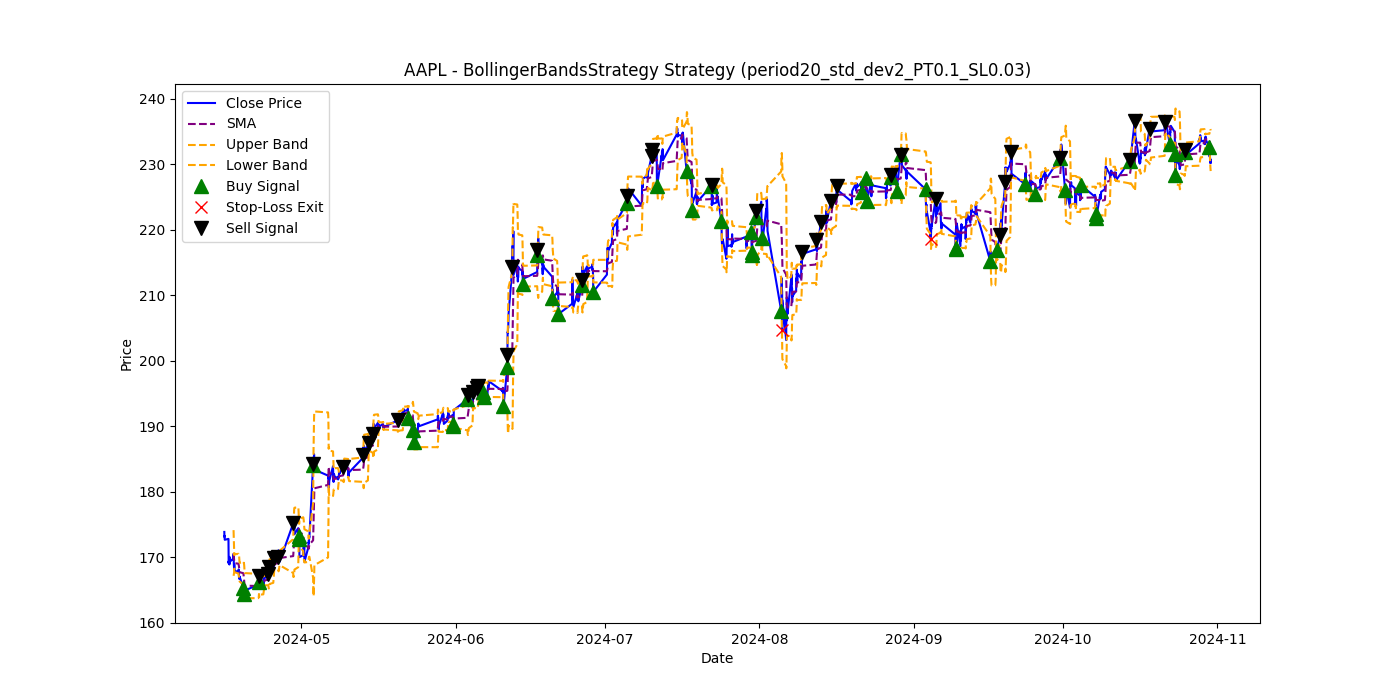 AAPL - BollingerBandsStrategy Strategy (period20_std_dev2_PT0.1_SL0.03)
240
230
220
210
200
190
180
170
160
Price
Close Price
SMA
Upper Band
Lower Band
Buy Signal
Stop-Loss Exit
Sell Signal
2024-05
2024-06
2024-07
2024-08
2024-09
2024-10
2024-11
Date